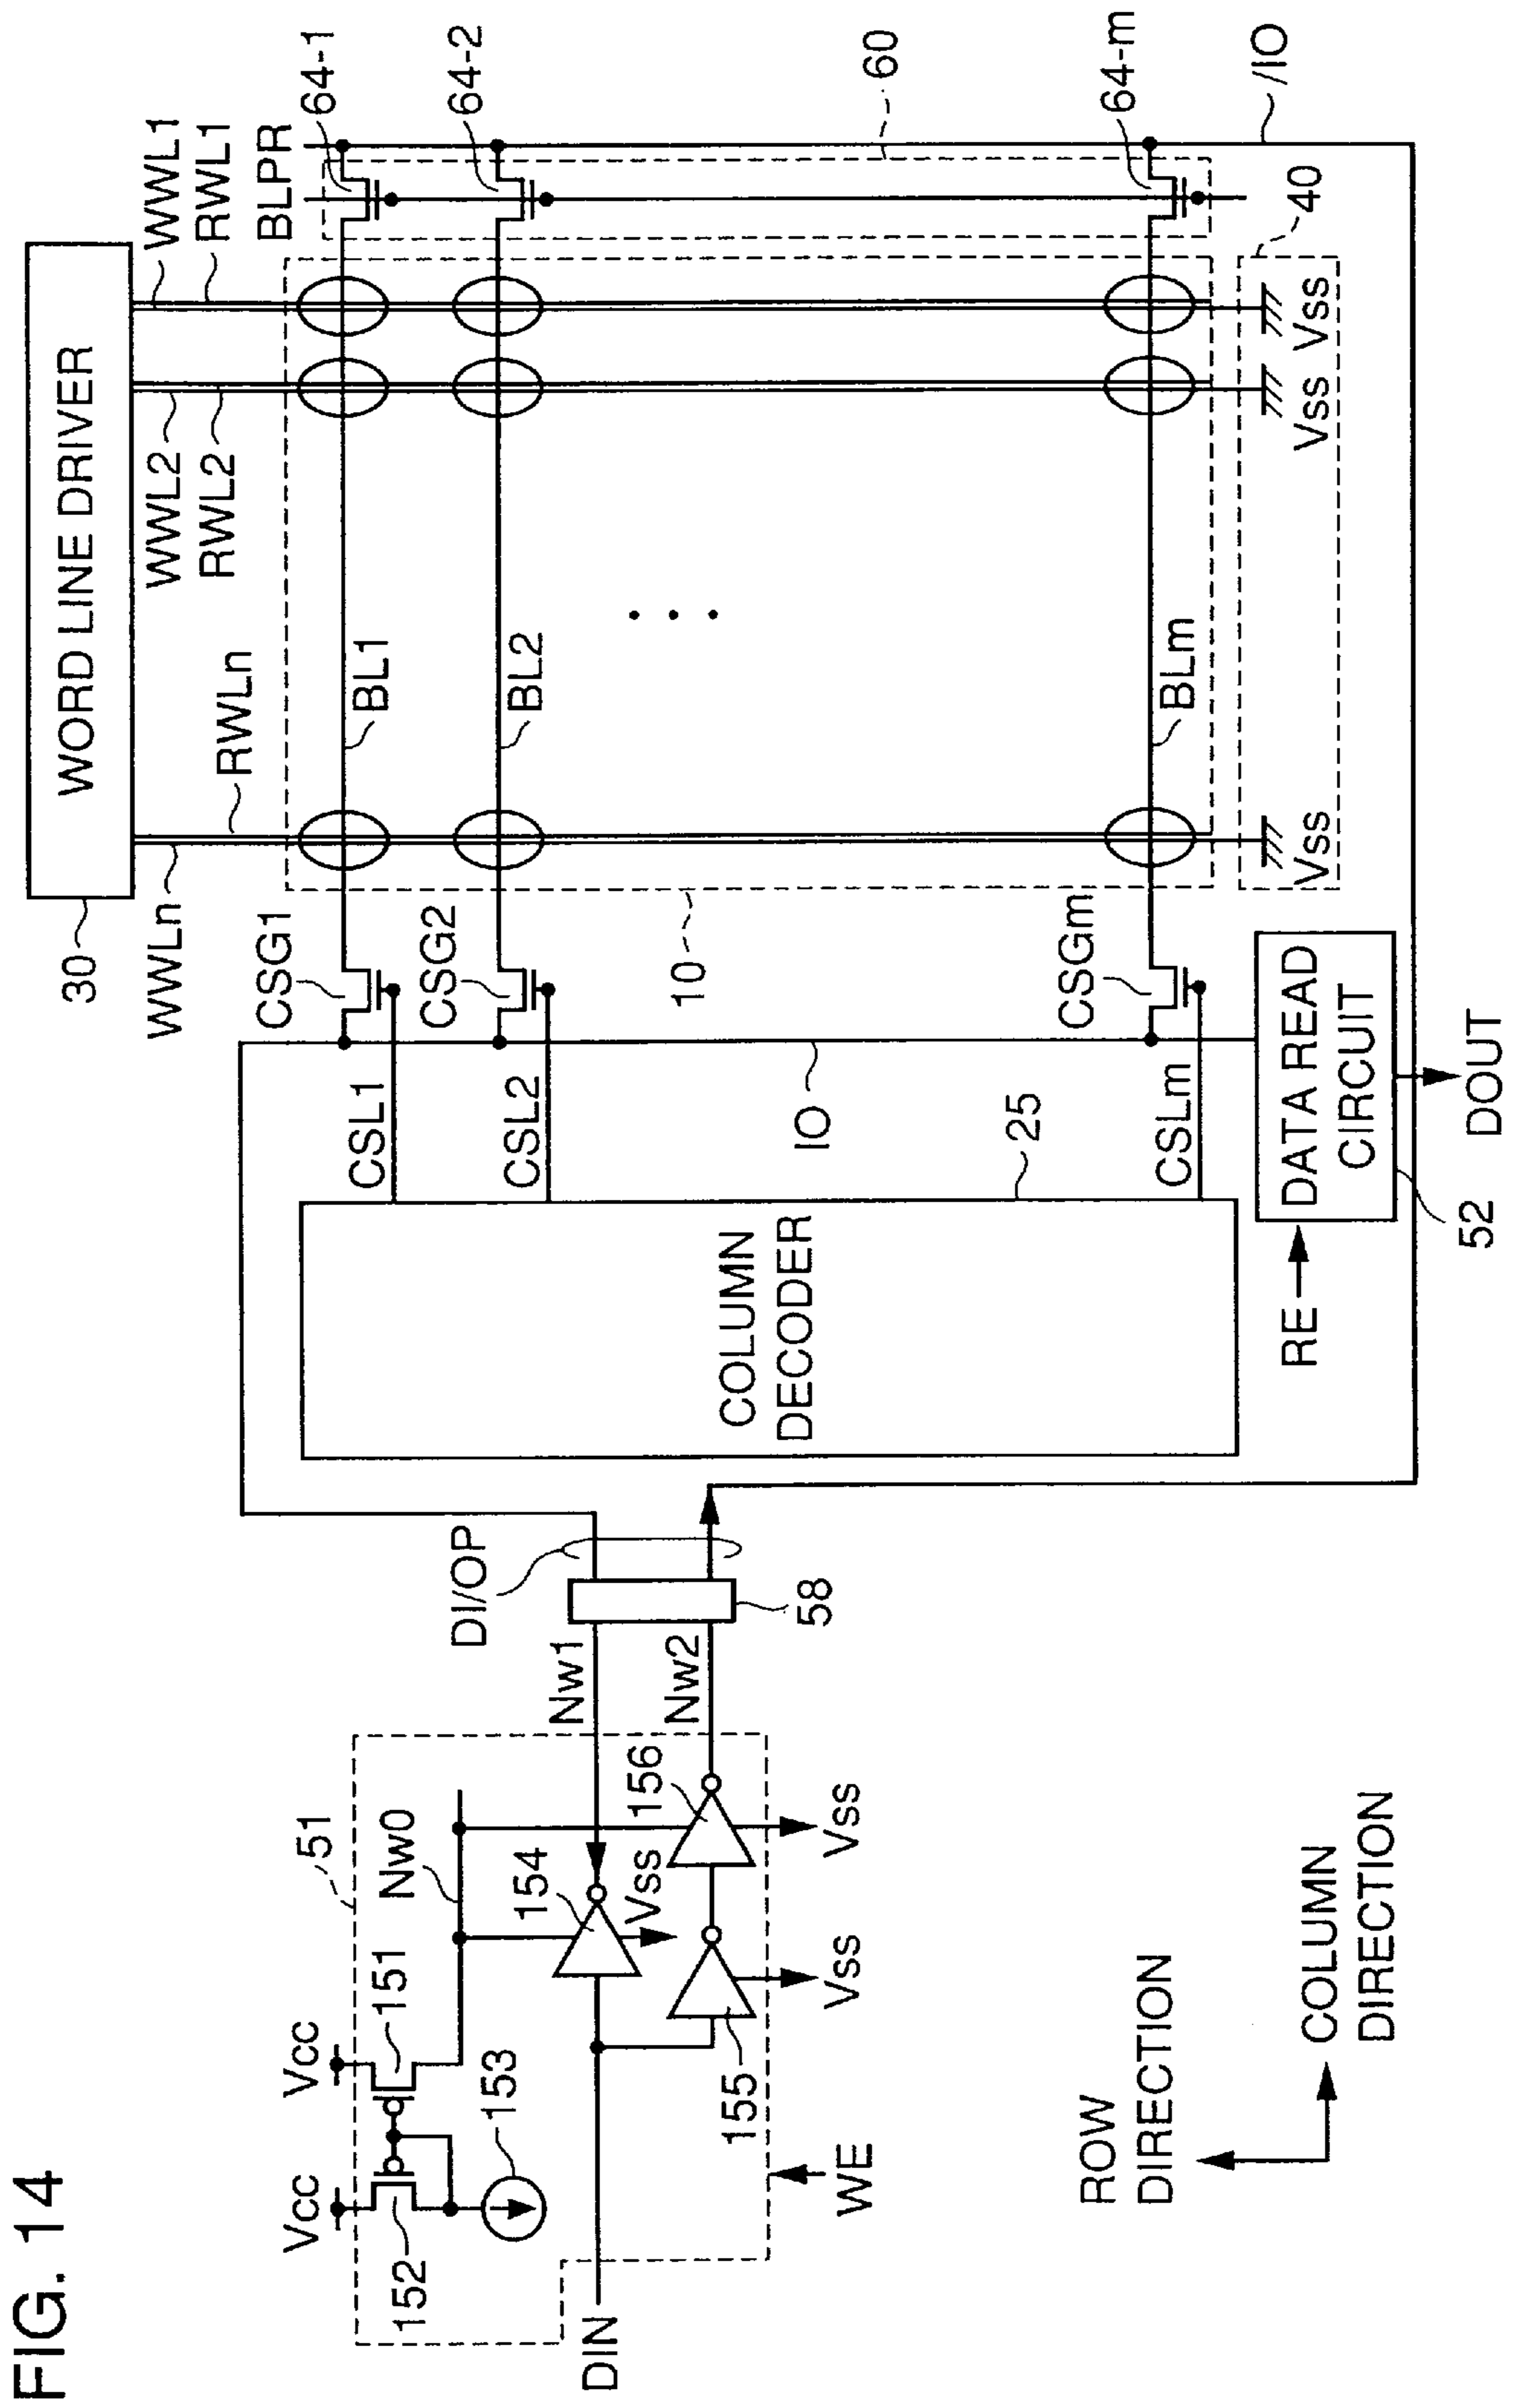 FIG. 14
WORD LINE DRIVER
30
WWLn
RWLn
WWL2
RWL2
WWL1
RWL1
BLPR
64-1
64-2
64-m
60
/IO
40
CSG1
CSG2
CSGm
BL1
BL2
BLm
10
Vss
Vss
Vss
CSL1
CSL2
CSLm
IO
25
COLUMN
DECODER
DATA READ
CIRCUIT
RE
52
DOUT
DI/OP
58
Nw1
Nw2
51
Nw0
Vcc
Vcc
151
152
153
154
Vss
155
Vss
156
Vss
DIN
WE
ROW
DIRECTION
COLUMN
DIRECTION